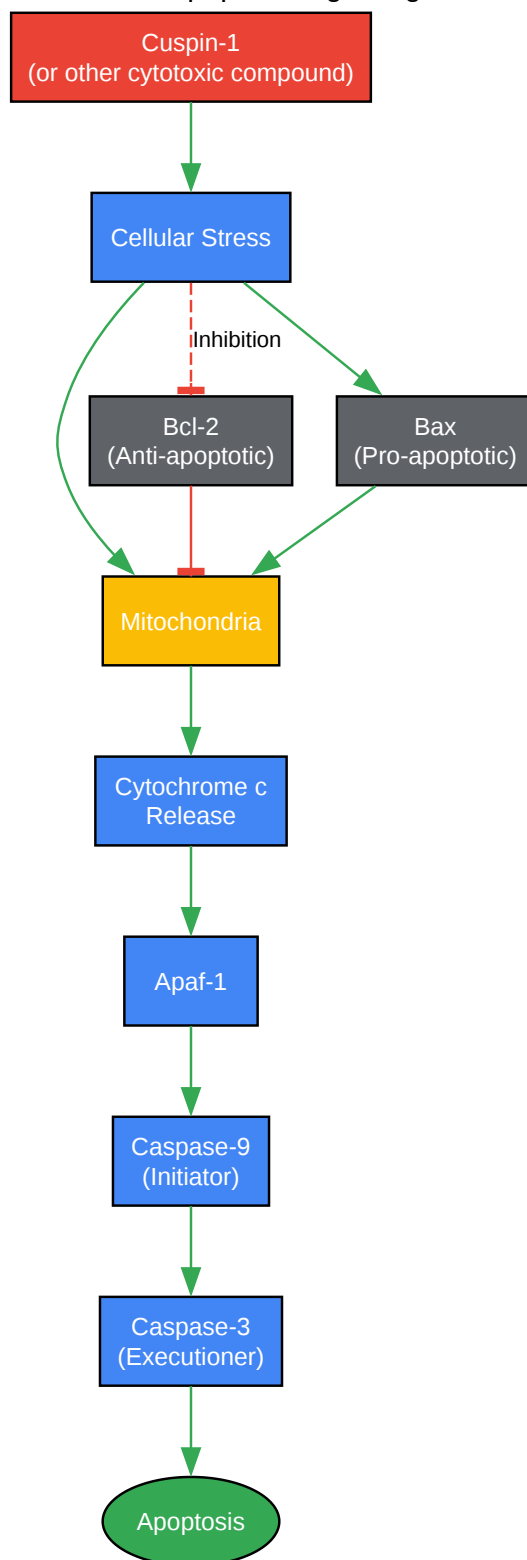 Cuspin-1
(or other cytotoxic compound)
Cellular Stress
Inhibition
Bcl-2
(Anti-apoptotic)
Bax
(Pro-apoptotic)
Mitochondria
Cytochrome c
Release
Apaf-1
Caspase-9
(Initiator)
Caspase-3
(Executioner)
Apoptosis